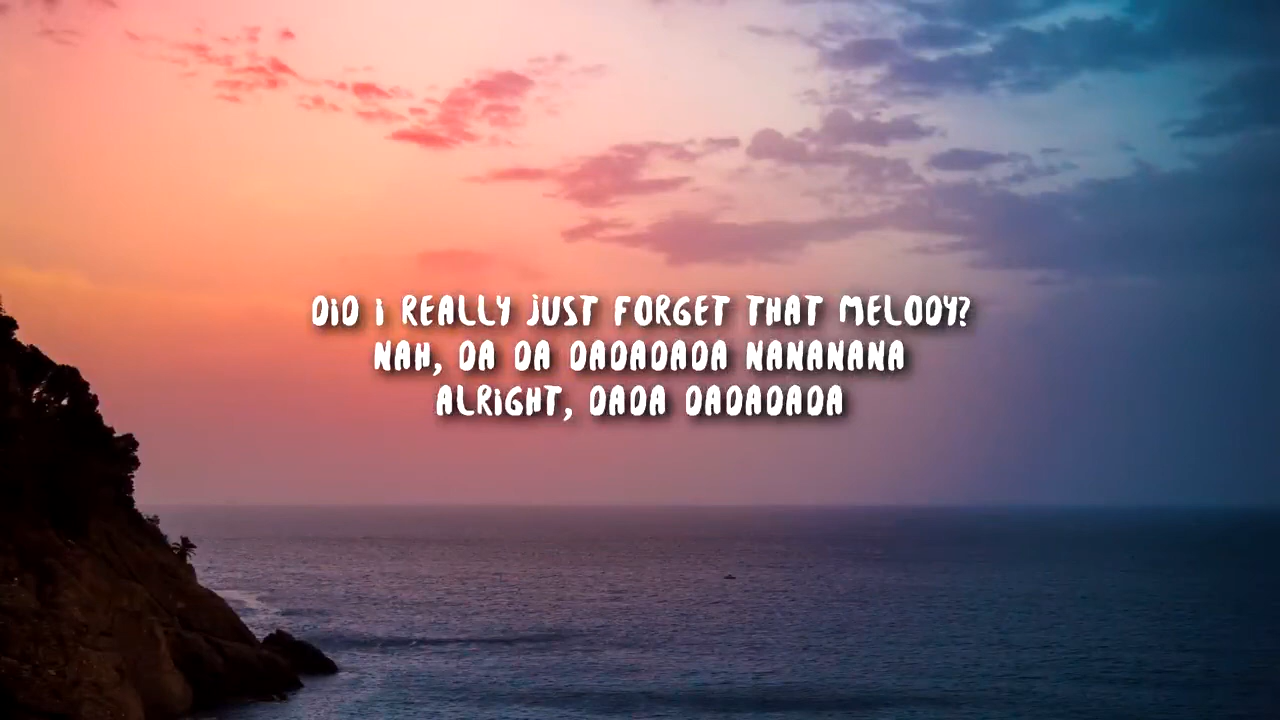 DiD i REALLY JUST FORGET THAT MELODY?
NAH, DA DA DADADADA NANANANA
ALRiGHT, DADA DADADADA